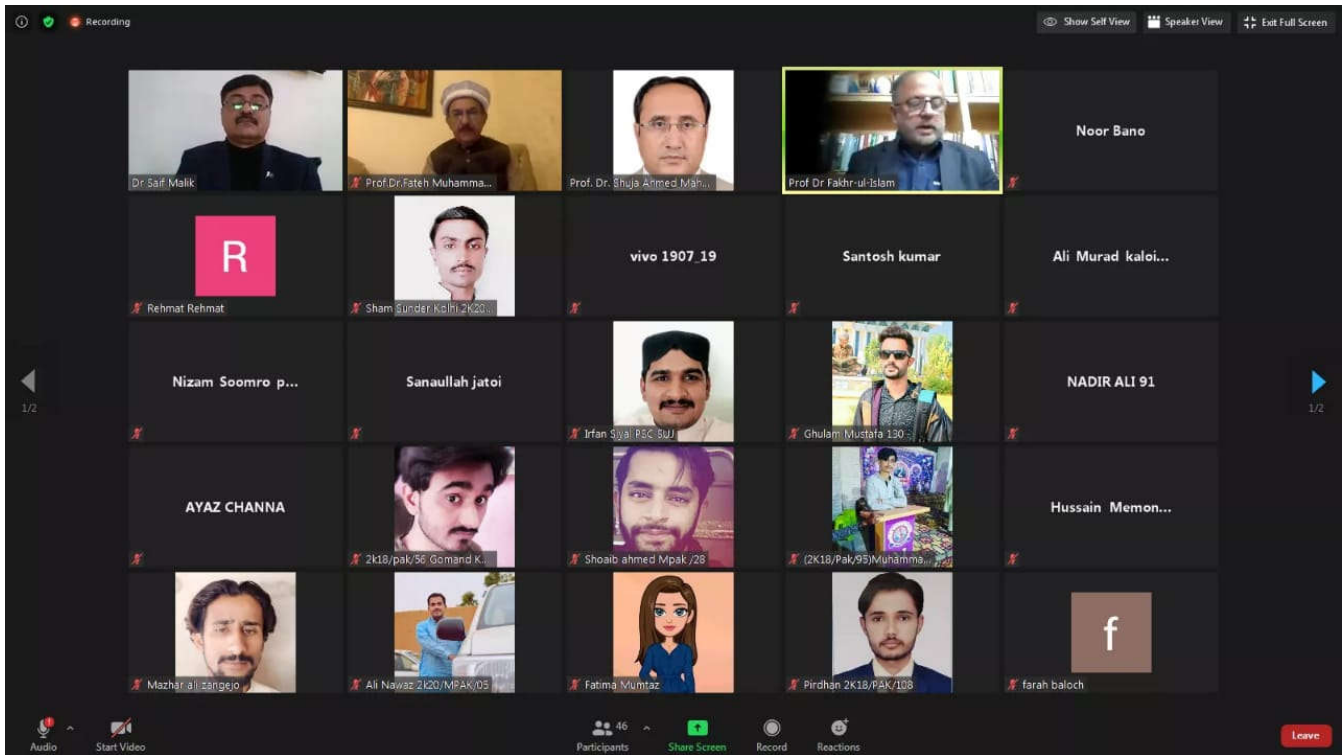 Recording
Show Self View
Speaker View
Exit Full Screen
Dr Saif Malik
Prof.Dr.Fateh Muhamma...
Prof. Dr. Shuja Ahmed Mah...
Prof Dr Fakhr-ul-Islam
Noor Bano
R
Rehmat Rehmat
Sham Sunder Kolhi 2K20...
vivo 1907_19
Santosh kumar
Ali Murad kaloi...
Nizam Soomro p...
Sanaullah jatoi
Irfan Siyal PSC SUJ
Ghulam Mustafa 130 -
NADIR ALI 91
AYAZ CHANNA
2k18/pak/56 Gomand K...
Shoaib ahmed Mpak /28
(2K18/Pak/95)Muhamma...
Hussain Memon...
Mazhar ali zangejo
Ali Nawaz 2k20/MPAK/05
Fatima Mumtaz
Pirdhan 2K18/PAK/108
f
farah baloch
1/2
1/2
Audio
Start Video
46
Participants
Share Screen
Record
Reactions
Leave